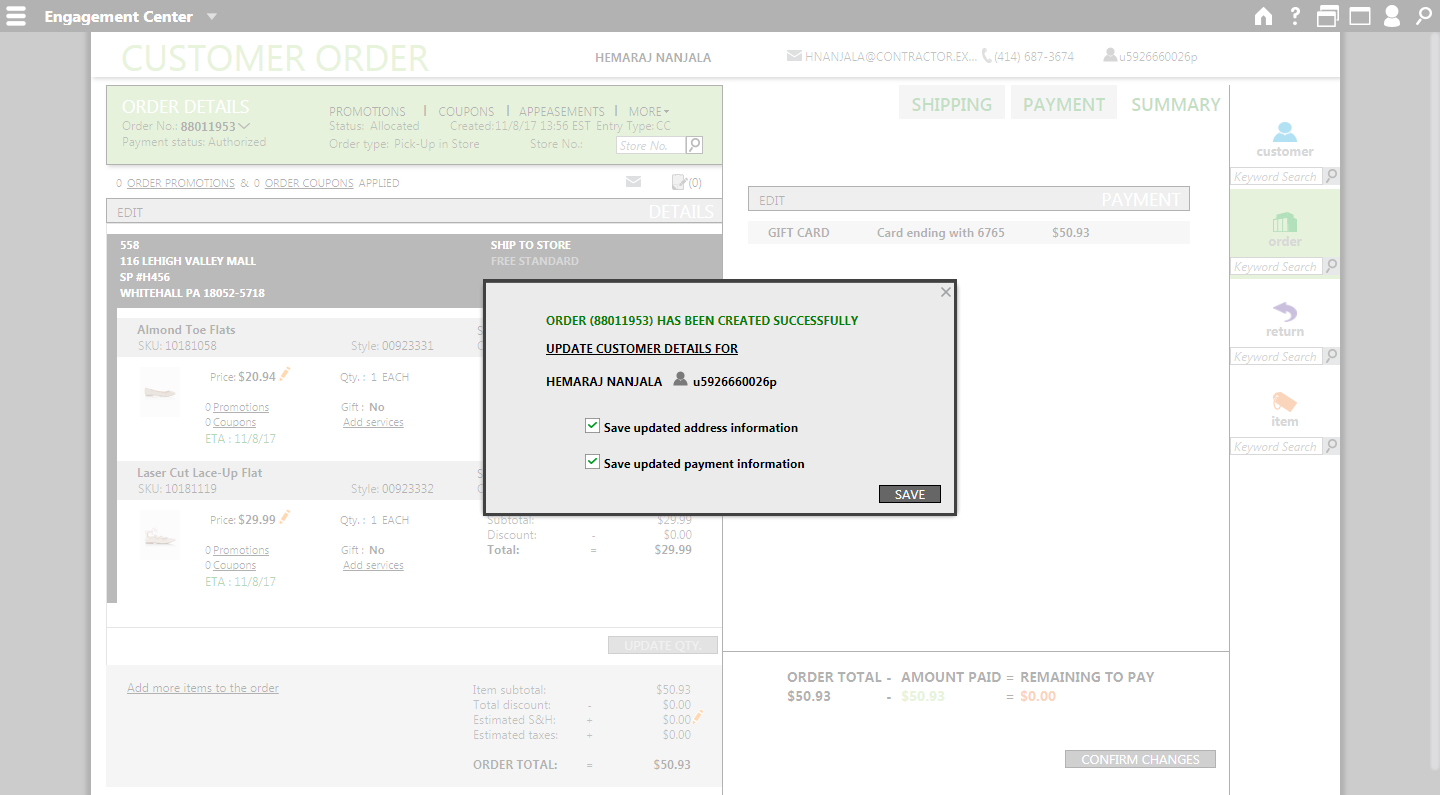 Engagement Center
CUSTOMER ORDER
HEMARAJ NANJALA
HNANJALA@CONTRACTOR.EX...
(414) 687-3674
u5926660026p
ORDER DETAILS
Order No.: 88011953
Payment status: Authorized
PROMOTIONS | COUPONS | APPEASEMENTS | MORE
Status: Allocated Created:11/8/17 13:56 EST Entry Type: CC
Order type: Pick-Up in Store Store No.: Store No.
0 ORDER PROMOTIONS & 0 ORDER COUPONS APPLIED
(0)
EDIT DETAILS
558
116 LEHIGH VALLEY MALL
SP #H456
WHITEHALL PA 18052-5718
SHIP TO STORE
FREE STANDARD
Almond Toe Flats
SKU: 10181058 Style: 00923331
Price: $20.94 Qty. : 1 EACH
0 Promotions Gift : No
0 Coupons Add services
ETA : 11/8/17
Laser Cut Lace-Up Flat
SKU: 10181119 Style: 00923332
Price: $29.99 Qty. : 1 EACH
0 Promotions Gift : No
0 Coupons Add services
ETA : 11/8/17
Subtotal: $29.99
Discount: - $0.00
Total: = $29.99
UPDATE QTY.
Add more items to the order
Item subtotal: $50.93
Total discount: - $0.00
Estimated S&H: + $0.00
Estimated taxes: + $0.00
ORDER TOTAL: = $50.93
SHIPPING PAYMENT SUMMARY
EDIT PAYMENT
GIFT CARD Card ending with 6765 $50.93
ORDER (88011953) HAS BEEN CREATED SUCCESSFULLY
UPDATE CUSTOMER DETAILS FOR
HEMARAJ NANJALA u5926660026p
Save updated address information
Save updated payment information
SAVE
ORDER TOTAL - AMOUNT PAID = REMAINING TO PAY
$50.93 - $50.93 = $0.00
CONFIRM CHANGES
customer
Keyword Search
order
Keyword Search
return
Keyword Search
item
Keyword Search